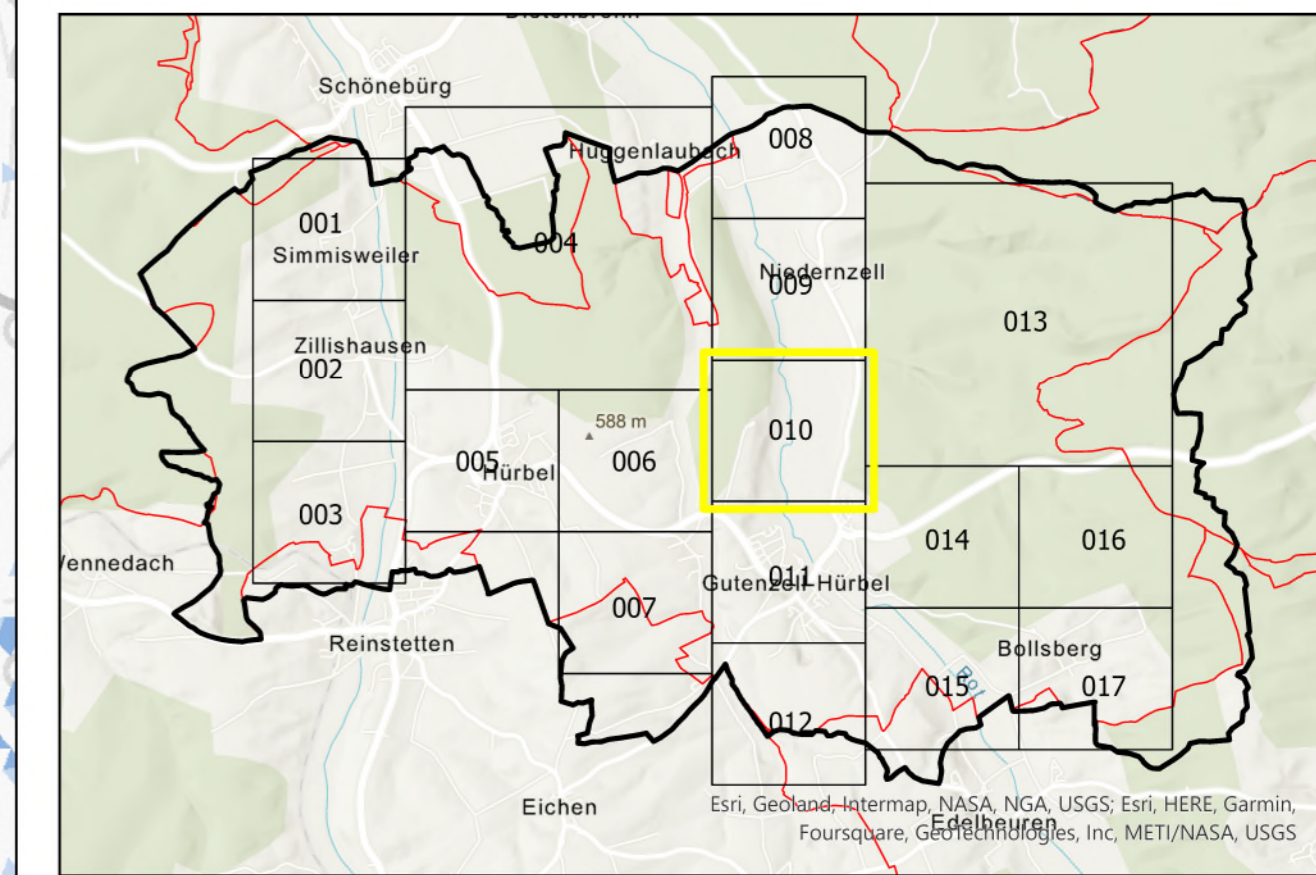 Schönebürg
008
Huggenlaubach
001
004
Simmisweiler
Niedernzell
009
013
Zillishausen
002
588 m
010
005
006
Hürbel
003
014
016
Wennedach
011
Gutenzell-Hürbel
007
Reinstetten
Bollsberg
Rot
015
017
012
Eichen
Esri, Geoland, Intermap, NASA, NGA, USGS; Esri, HERE, Garmin,
Edelbeuren
Foursquare, GeoTechnologies, Inc, METI/NASA, USGS